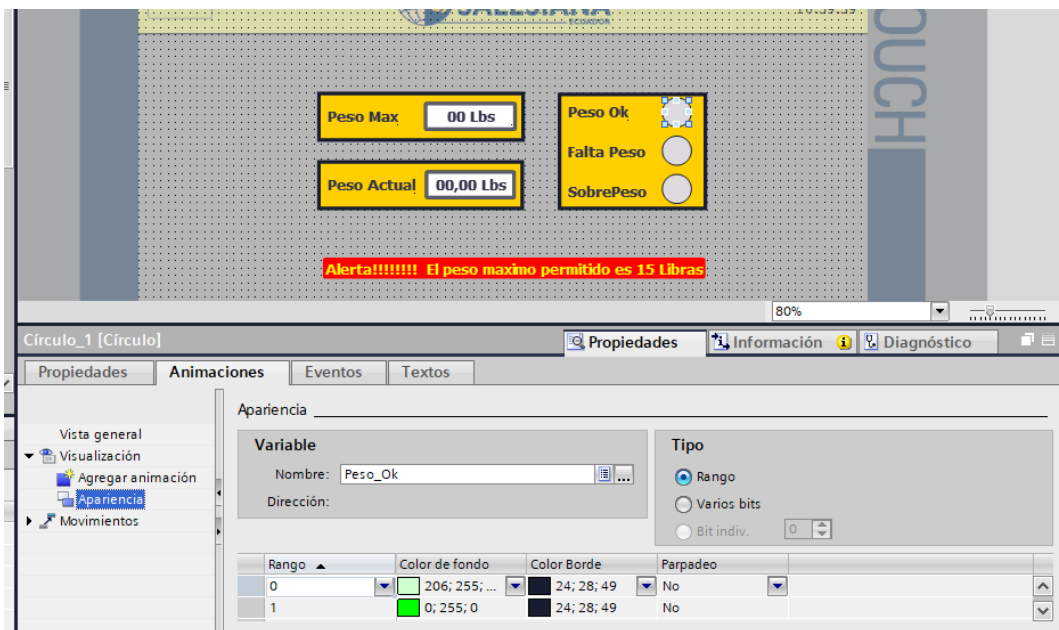 ECUADOR
OUCH
Peso Max 00 Lbs
Peso Ok
Falta Peso
Peso Actual 00,00 Lbs
SobrePeso
Alerta!!!!!!!! El peso maximo permitido es 15 Libras
80%
Círculo_1 [Círculo]
Propiedades Información Diagnóstico
Propiedades Animaciones Eventos Textos
Apariencia
Vista general
Visualización
Agregar animación
Apariencia
Movimientos
Variable
Nombre: Peso_Ok ...
Dirección:
Tipo
Rango
Varios bits
Bit indiv. 0
Rango Color de fondo Color Borde Parpadeo
0 206; 255; ... 24; 28; 49 No
1 0; 255; 0 24; 28; 49 No